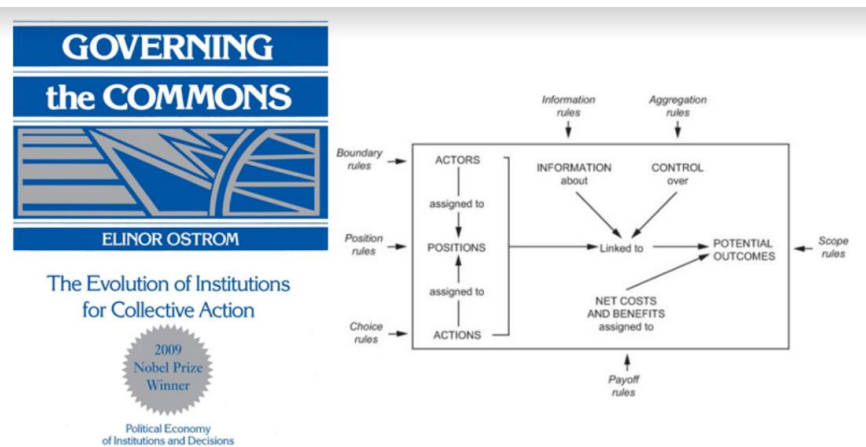 GOVERNING
the COMMONS
ELINOR OSTROM
The Evolution of Institutions
for Collective Action
2009
Nobel Prize
Winner
Political Economy
of Institutions and Decisions
Information
rules
Aggregation
rules
Boundary
rules
ACTORS
INFORMATION
about
CONTROL
over
assigned to
Position
rules
POSITIONS
Linked to
POTENTIAL
OUTCOMES
Scope
rules
assigned to
NET COSTS
AND BENEFITS
assigned to
Choice
rules
ACTIONS
Payoff
rules